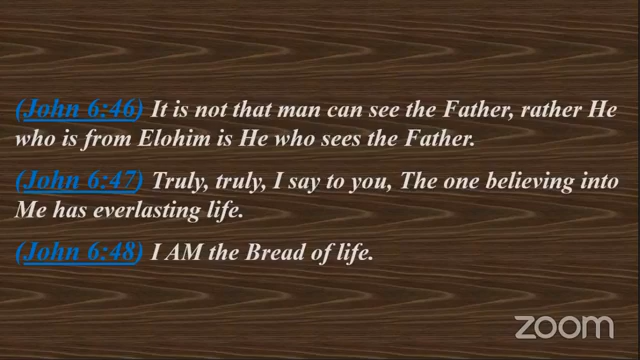 (John 6:46) It is not that man can see the Father, rather He
who is from Elohim is He who sees the Father.
(John 6:47) Truly, truly, I say to you, The one believing into
Me has everlasting life.
(John 6:48) I AM the Bread of life.
zoom